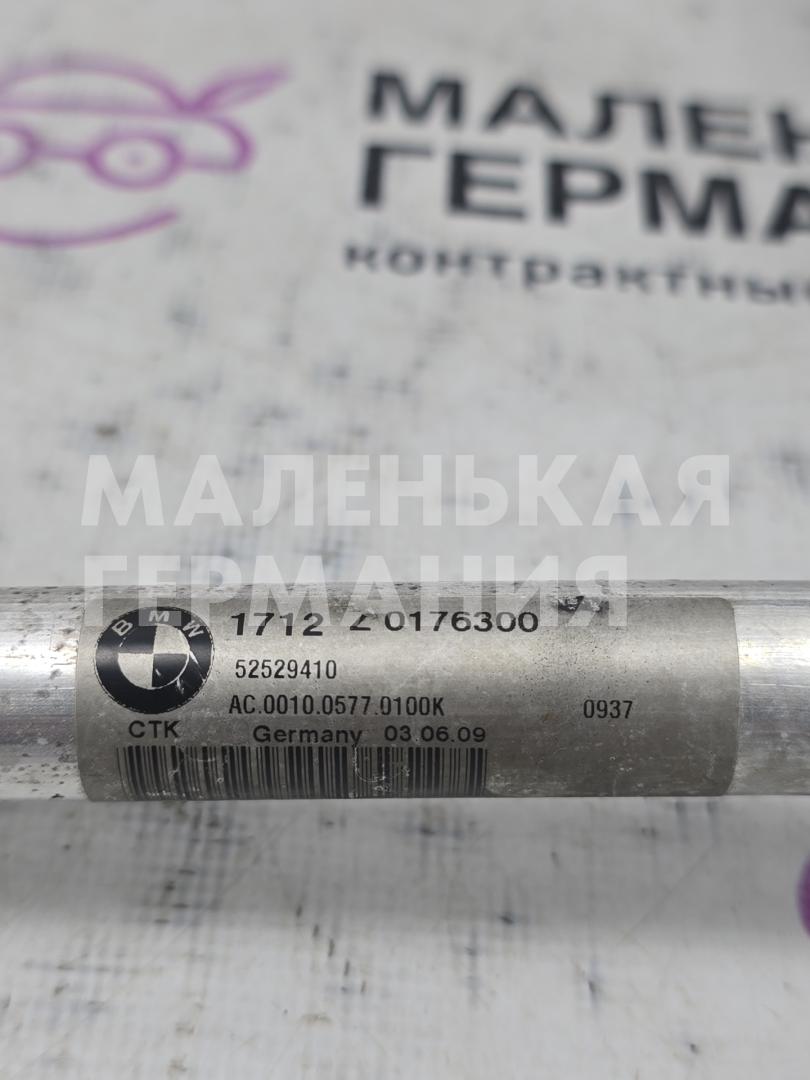 МАЛЕН
ГЕРМА
контрактны
МАЛЕНЬКАЯ
ГЕРМАНИЯ
BMW
1712 Z 0176300
52529410
AC.0010.0577.0100K 0937
CTK Germany 03.06.09